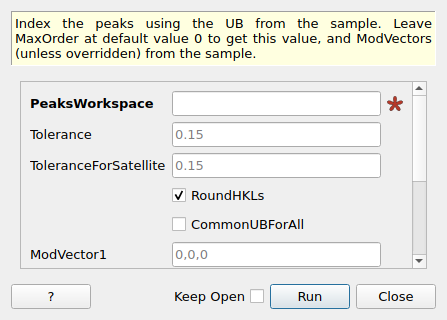 Index the peaks using the UB from the sample. Leave
MaxOrder at default value 0 to get this value, and ModVectors
(unless overridden) from the sample.
PeaksWorkspace
Tolerance 0.15
ToleranceForSatellite 0.15
RoundHKLs
CommonUBForAll
ModVector1 0,0,0
? Keep Open Run Close